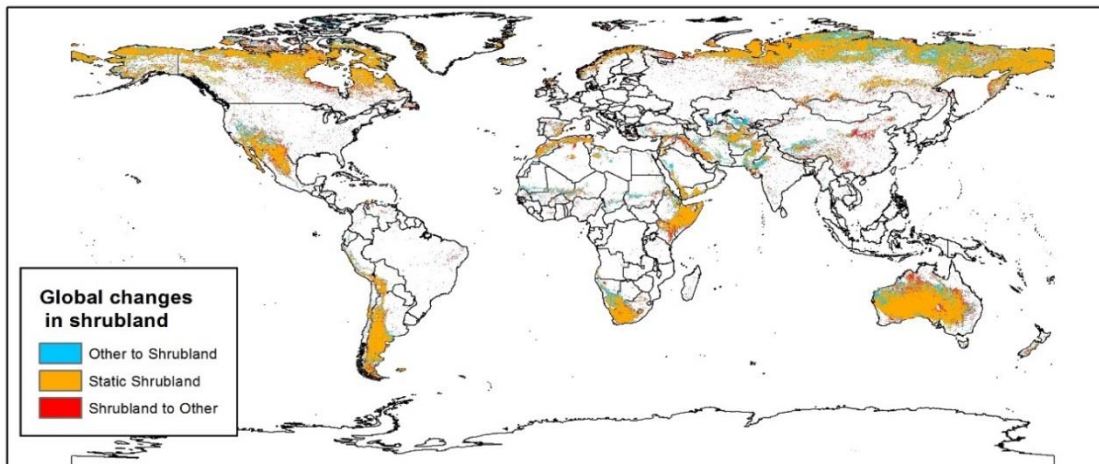 Global changes
in shrubland
Other to Shrubland
Static Shrubland
Shrubland to Other